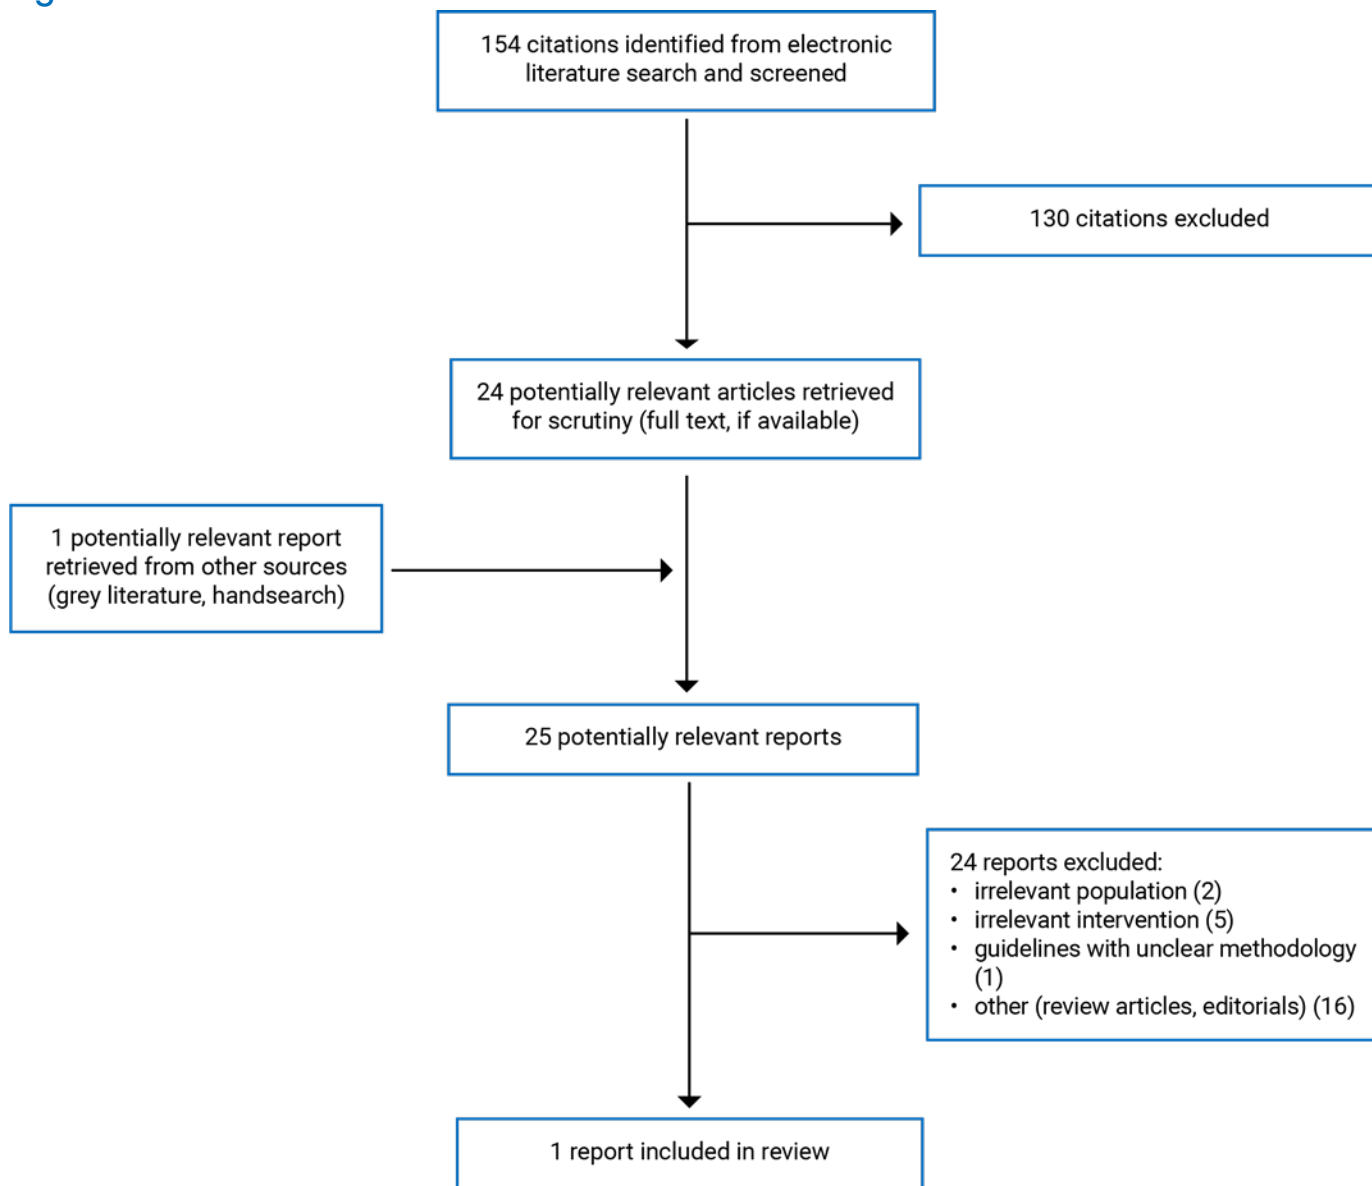 154 citations identified from electronic
literature search and screened
130 citations excluded
24 potentially relevant articles retrieved
for scrutiny (full text, if available)
1 potentially relevant report
retrieved from other sources
(grey literature, handsearch)
25 potentially relevant reports
24 reports excluded:
• irrelevant population (2)
• irrelevant intervention (5)
• guidelines with unclear methodology
(1)
• other (review articles, editorials) (16)
1 report included in review